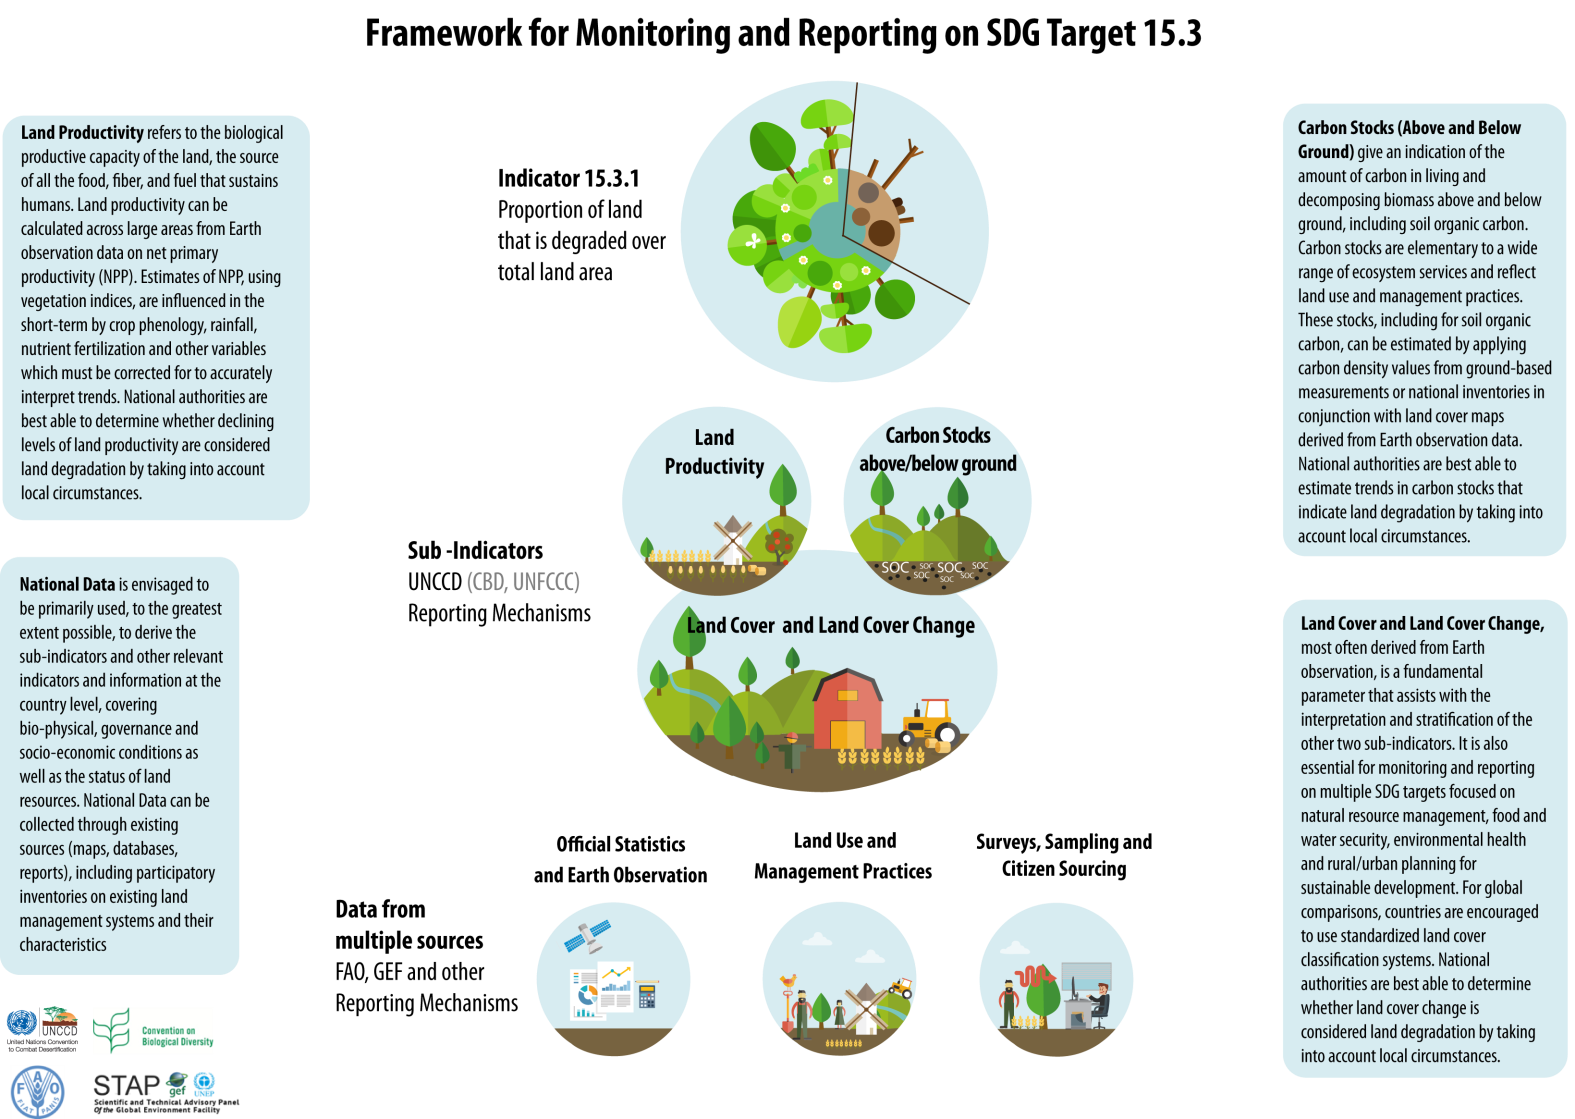 Framework for Monitoring and Reporting on SDG Target 15.3
Land Productivity refers to the biological
productive capacity of the land, the source
of all the food, fiber, and fuel that sustains
humans. Land productivity can be
calculated across large areas from Earth
observation data on net primary
productivity (NPP). Estimates of NPP, using
vegetation indices, are influenced in the
short-term by crop phenology, rainfall,
nutrient fertilization and other variables
which must be corrected for to accurately
interpret trends. National authorities are
best able to determine whether declining
levels of land productivity are considered
land degradation by taking into account
local circumstances.
National Data is envisaged to
be primarily used, to the greatest
extent possible, to derive the
sub-indicators and other relevant
indicators and information at the
country level, covering
bio-physical, governance and
socio-economic conditions as
well as the status of land
resources. National Data can be
collected through existing
sources (maps, databases,
reports), including participatory
inventories on existing land
management systems and their
characteristics
Indicator 15.3.1
Proportion of land
that is degraded over
total land area
Land
Productivity
Carbon Stocks
above/below ground
SOC
SOC
SOC
SOC
SOC
SOC
SOC
Sub -Indicators
UNCCD (CBD, UNFCCC)
Reporting Mechanisms
Land Cover and Land Cover Change
Official Statistics
and Earth Observation
Land Use and
Management Practices
Surveys, Sampling and
Citizen Sourcing
Data from
multiple sources
FAO, GEF and other
Reporting Mechanisms
Carbon Stocks (Above and Below
Ground) give an indication of the
amount of carbon in living and
decomposing biomass above and below
ground, including soil organic carbon.
Carbon stocks are elementary to a wide
range of ecosystem services and reflect
land use and management practices.
These stocks, including for soil organic
carbon, can be estimated by applying
carbon density values from ground-based
measurements or national inventories in
conjunction with land cover maps
derived from Earth observation data.
National authorities are best able to
estimate trends in carbon stocks that
indicate land degradation by taking into
account local circumstances.
Land Cover and Land Cover Change,
most often derived from Earth
observation, is a fundamental
parameter that assists with the
interpretation and stratification of the
other two sub-indicators. It is also
essential for monitoring and reporting
on multiple SDG targets focused on
natural resource management, food and
water security, environmental health
and rural/urban planning for
sustainable development. For global
comparisons, countries are encouraged
to use standardized land cover
classification systems. National
authorities are best able to determine
whether land cover change is
considered land degradation by taking
into account local circumstances.
UNCCD
United Nations Convention
to Combat Desertification
Convention on
Biological Diversity
F A O
FIAT PANIS
STAP
gef
UNEP
Scientific and Technical Advisory Panel
Of the Global Environment Facility